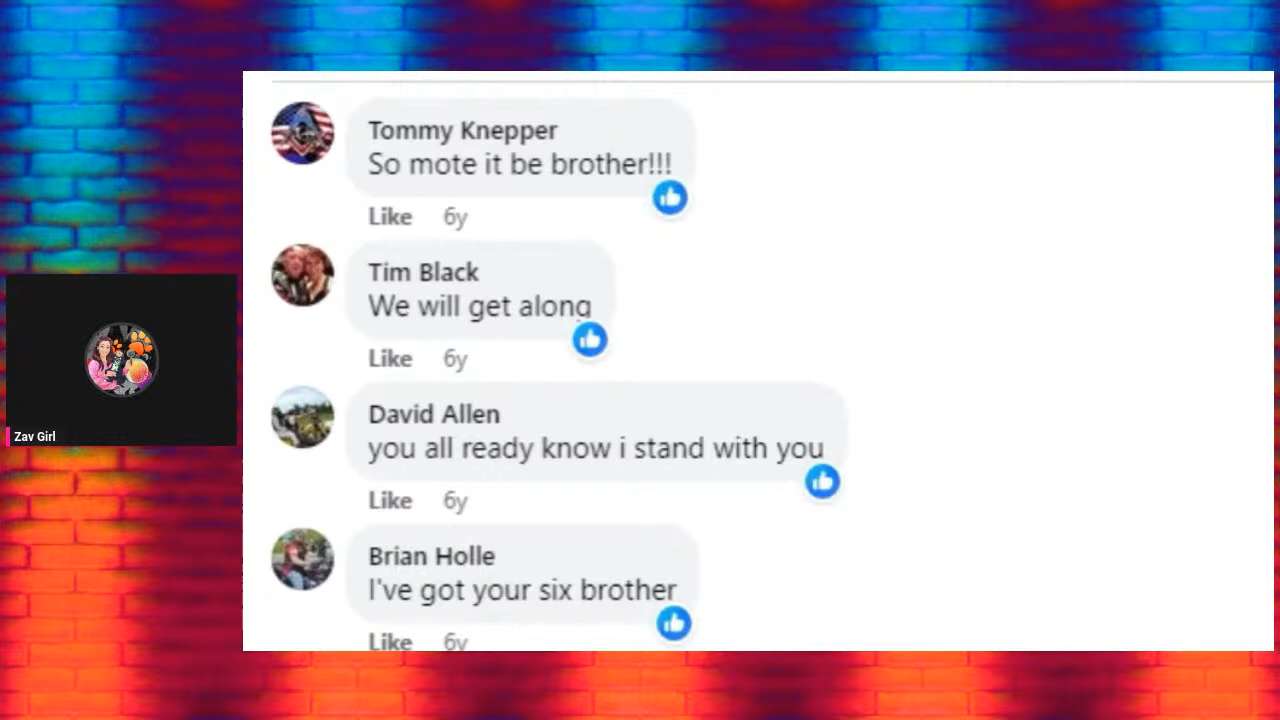 Tommy Knepper
So mote it be brother!!!
Like 6y
Tim Black
We will get along
Like 6y
David Allen
you all ready know i stand with you
Like 6y
Zav Girl
Brian Holle
I've got your six brother
Like 6y